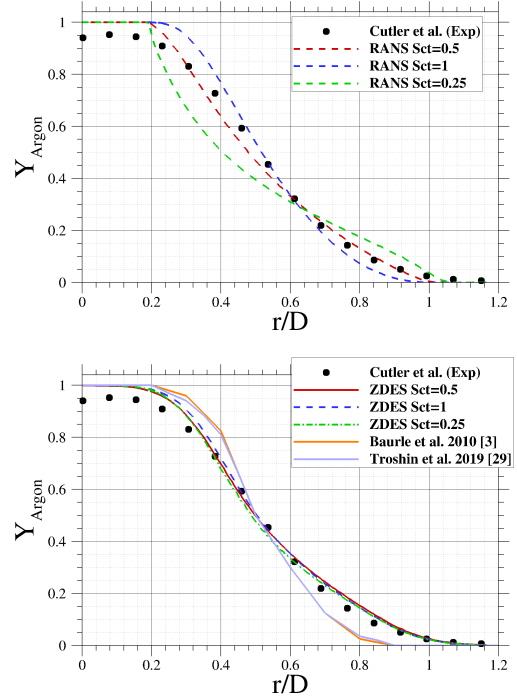 Cutler et al. (Exp)
RANS Sct=0.5
RANS Sct=1
RANS Sct=0.25
1
0.8
0.6
0.4
0.2
0
Y Argon
0 0.2 0.4 0.6 0.8 1 1.2
r/D
Cutler et al. (Exp)
ZDES Sct=0.5
ZDES Sct=1
ZDES Sct=0.25
Baurle et al. 2010 [3]
Troshin et al. 2019 [29]
1
0.8
0.6
0.4
0.2
0
Y Argon
0 0.2 0.4 0.6 0.8 1 1.2
r/D